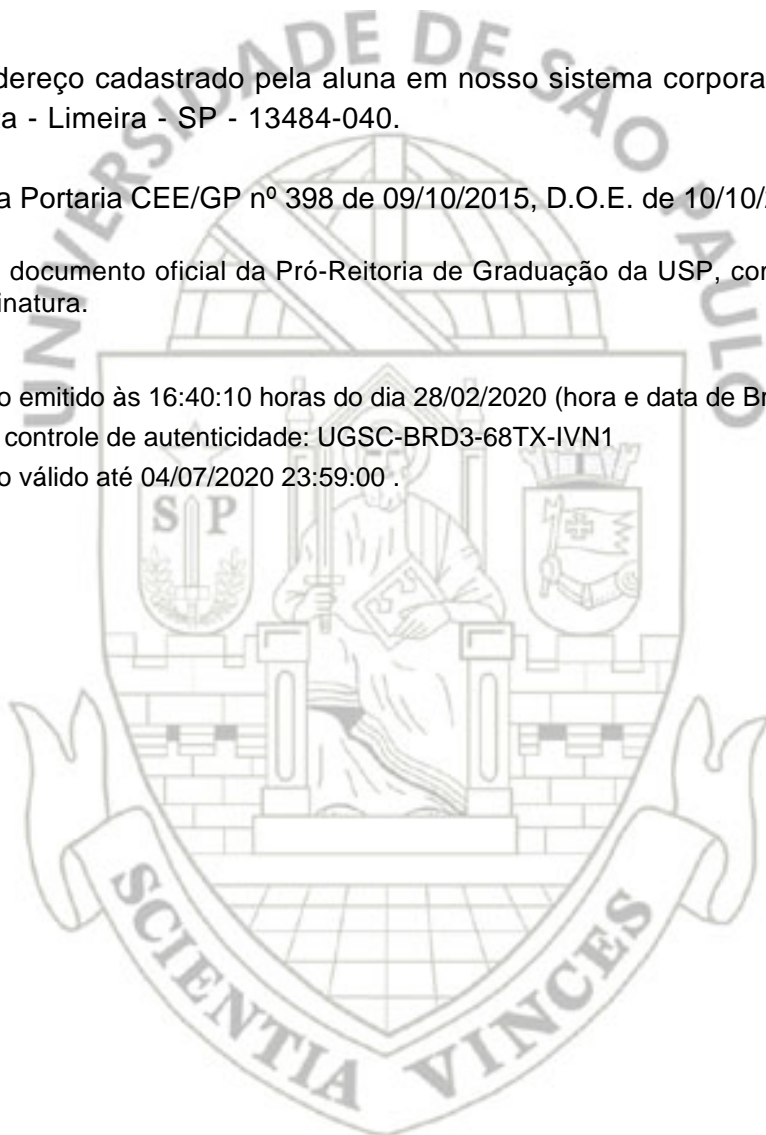 UNIVERSIDADE DE SÃO PAULO
dereço cadastrado pela aluna em nosso sistema corpora
a - Limeira - SP - 13484-040.
a Portaria CEE/GP nº 398 de 09/10/2015, D.O.E. de 10/10/
documento oficial da Pró-Reitoria de Graduação da USP, co
inatura.
o emitido às 16:40:10 horas do dia 28/02/2020 (hora e data de Br
controle de autenticidade: UGSC-BRD3-68TX-IVN1
o válido até 04/07/2020 23:59:00 .
S P
SCIENTIA VINCES